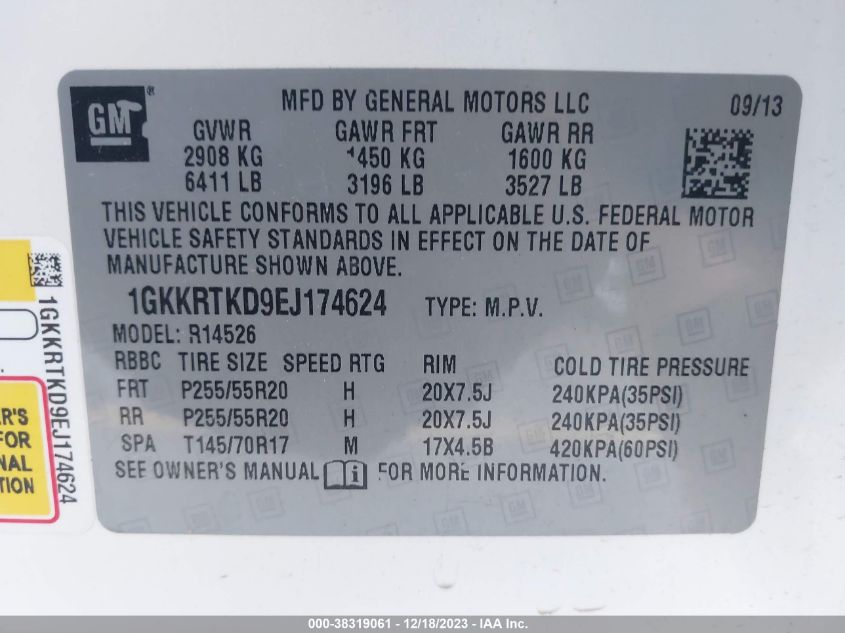 GM ® MFD BY GENERAL MOTORS LLC 09/13
GVWR GAWR FRT GAWR RR
2908 KG 1450 KG 1600 KG
6411 LB 3196 LB 3527 LB
THIS VEHICLE CONFORMS TO ALL APPLICABLE U.S. FEDERAL MOTOR
VEHICLE SAFETY STANDARDS IN EFFECT ON THE DATE OF
MANUFACTURE SHOWN ABOVE.
1GKKRTKD9EJ174624 TYPE: M.P.V.
MODEL: R14526
RBBC TIRE SIZE SPEED RTG RIM COLD TIRE PRESSURE
FRT P255/55R20 H 20X7.5J 240KPA(35PSI)
RR P255/55R20 H 20X7.5J 240KPA(35PSI)
SPA T145/70R17 M 17X4.5B 420KPA(60PSI)
SEE OWNER'S MANUAL i FOR MORE INFORMATION.
1GKKRTKD9EJ174624
ER'S
FOR
NAL
TION
000-38319061 - 12/18/2023 - IAA Inc.